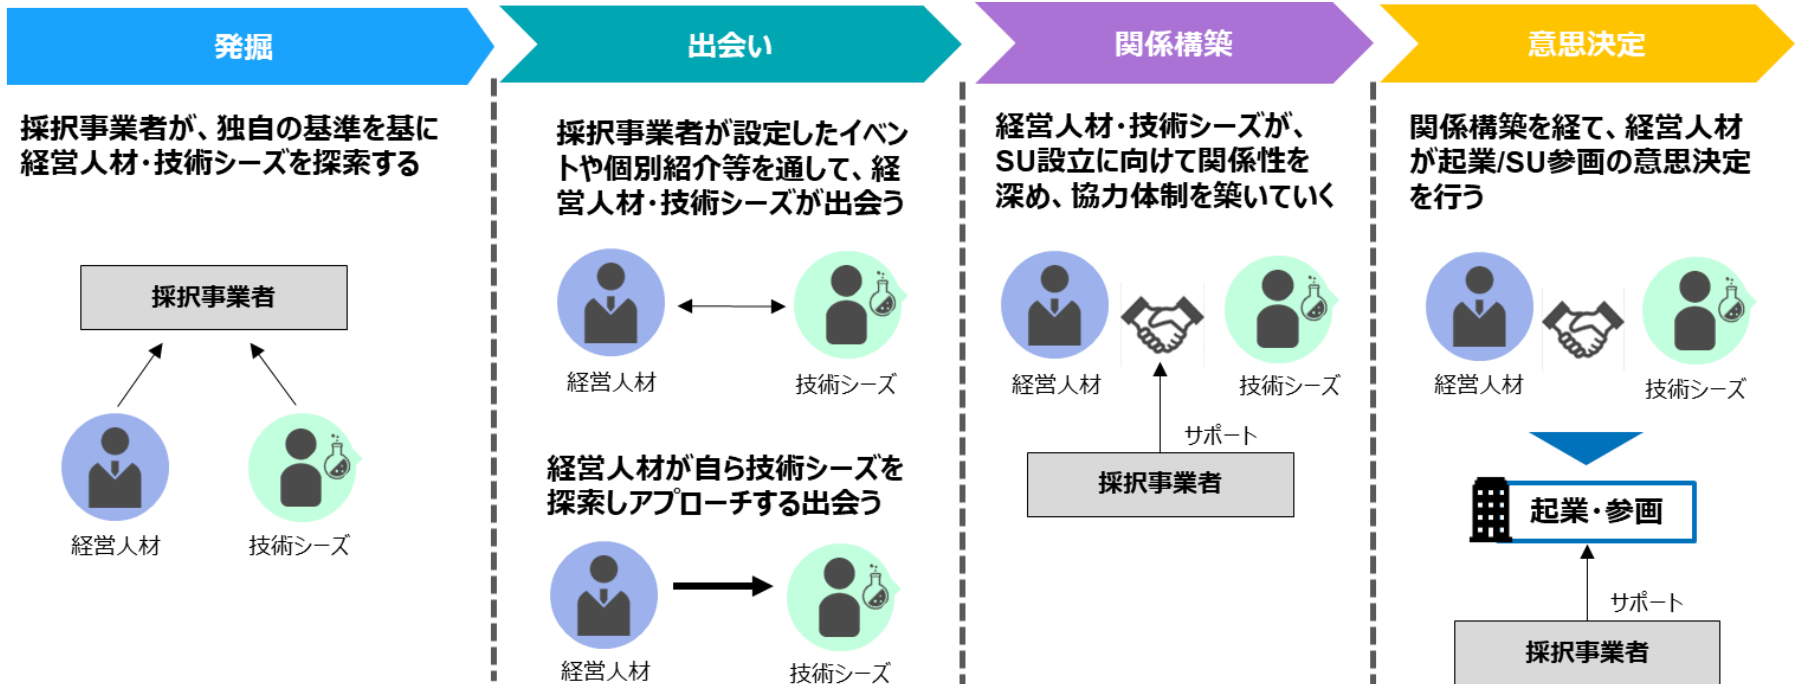 発掘
採択事業者が、独自の基準を基に
経営人材・技術シーズを探索する
採択事業者
経営人材
技術シーズ
出会い
採択事業者が設定したイベン
トや個別紹介等を通して、経
営人材・技術シーズが出会う
経営人材
技術シーズ
経営人材が自ら技術シーズを
探索しアプローチする出会う
経営人材
技術シーズ
関係構築
経営人材・技術シーズが、
SU設立に向けて関係性を
深め、協力体制を築いていく
経営人材
技術シーズ
サポート
採択事業者
意思決定
関係構築を経て、経営人材
が起業/SU参画の意思決定
を行う
経営人材
技術シーズ
起業・参画
サポート
採択事業者